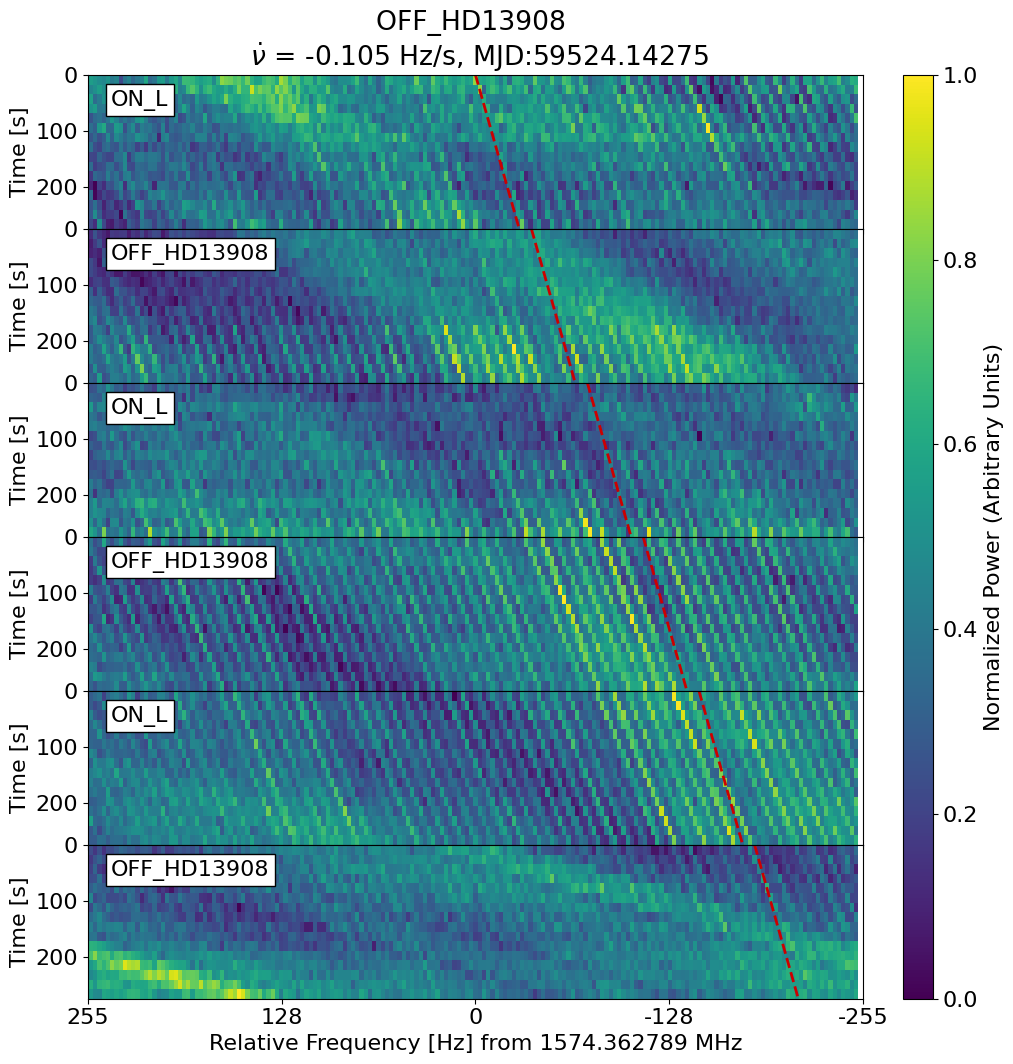 OFF_HD13908
ν̇ = -0.105 Hz/s, MJD:59524.14275
0
ON_L
100
200
Time [s]
0
OFF_HD13908
100
200
Time [s]
0
ON_L
100
200
Time [s]
0
OFF_HD13908
100
200
Time [s]
0
ON_L
100
200
Time [s]
0
OFF_HD13908
100
200
Time [s]
255 128 0 -128 -255
Relative Frequency [Hz] from 1574.362789 MHz
1.0
0.8
0.6
0.4
0.2
0.0
Normalized Power (Arbitrary Units)